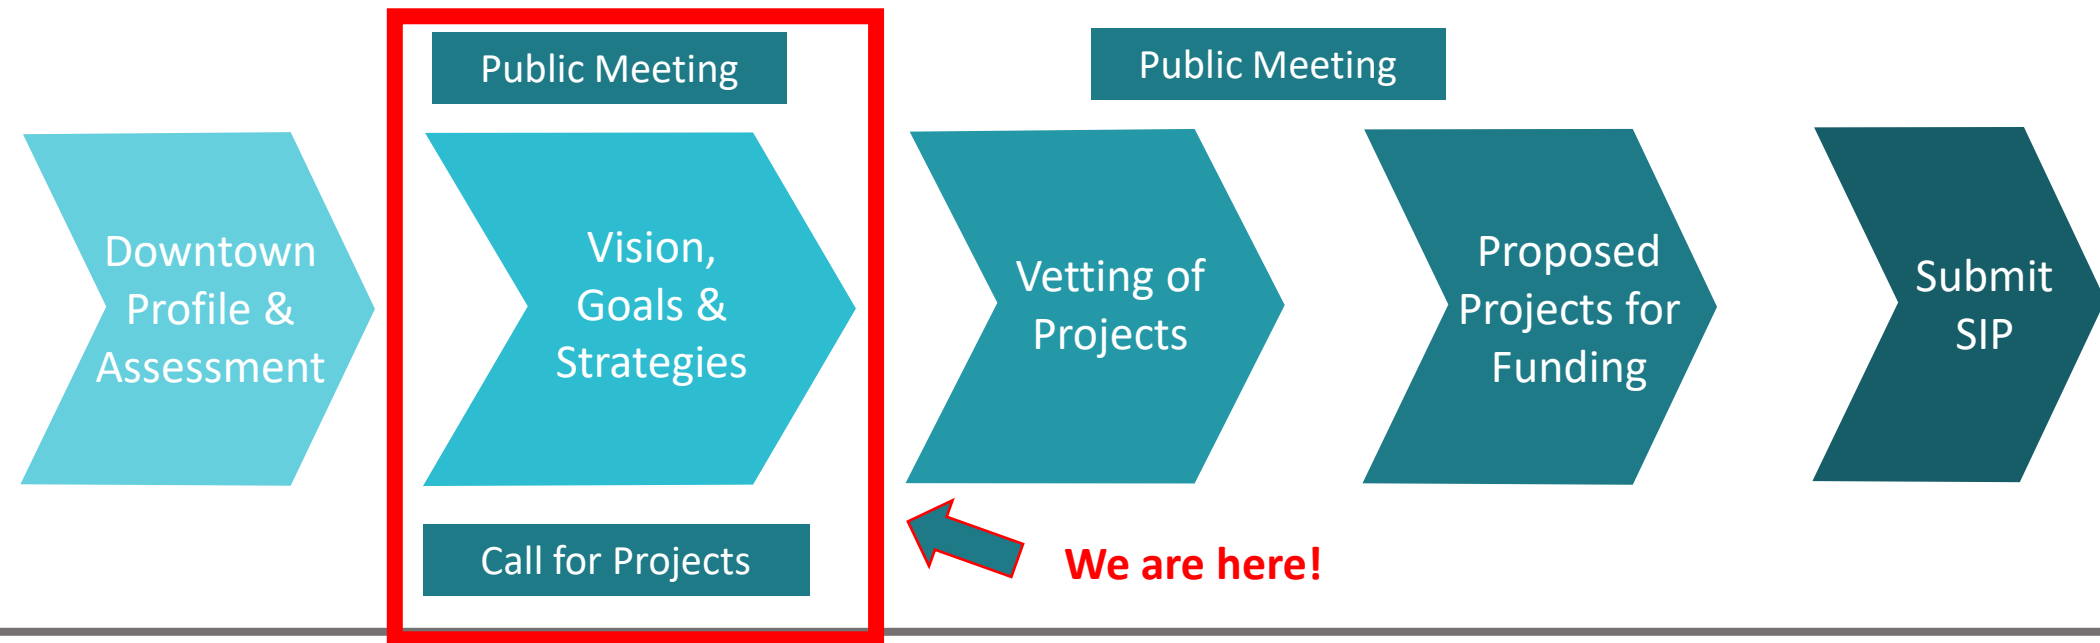 Public Meeting
Public Meeting
Downtown
Profile &
Assessment
Vision,
Goals &
Strategies
Vetting of
Projects
Proposed
Projects for
Funding
Submit
SIP
Call for Projects
We are here!